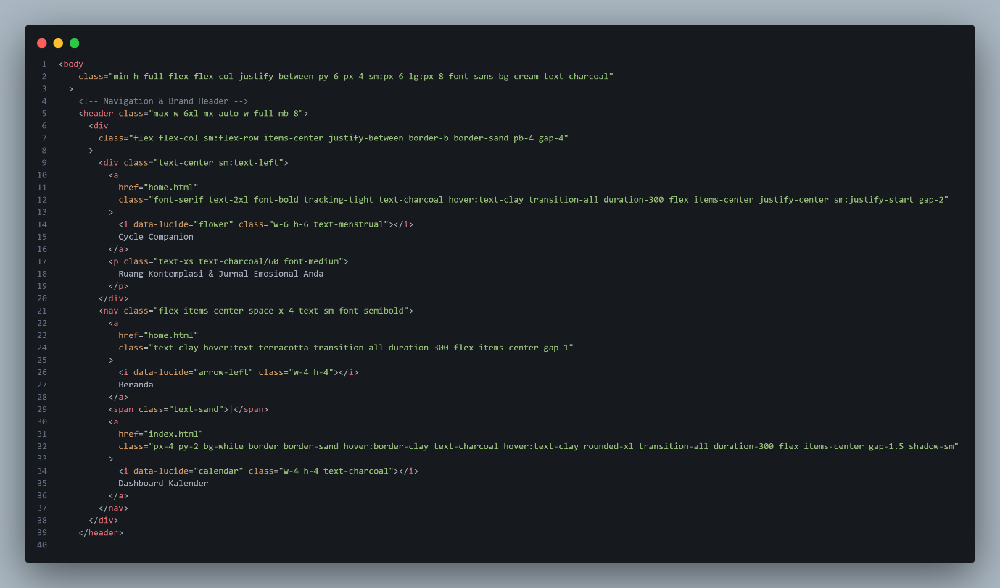 1 <body
2 class="min-h-full flex flex-col justify-between py-6 px-4 sm:px-6 lg:px-8 font-sans bg-cream text-charcoal"
3 >
4 <!-- Navigation & Brand Header -->
5 <header class="max-w-6xl mx-auto w-full mb-8">
6 <div
7 class="flex flex-col sm:flex-row items-center justify-between border-b border-sand pb-4 gap-4"
8 >
9 <div class="text-center sm:text-left">
10 <a
11 href="home.html"
12 class="font-serif text-2xl font-bold tracking-tight text-charcoal hover:text-clay transition-all duration-300 flex items-center justify-center sm:justify-start gap-2"
13 >
14 <i data-lucide="flower" class="w-6 h-6 text-menstrual"></i>
15 Cycle Companion
16 </a>
17 <p class="text-xs text-charcoal/60 font-medium">
18 Ruang Kontemplasi & Jurnal Emosional Anda
19 </p>
20 </div>
21 <nav class="flex items-center space-x-4 text-sm font-semibold">
22 <a
23 href="home.html"
24 class="text-clay hover:text-terracotta transition-all duration-300 flex items-center gap-1"
25 >
26 <i data-lucide="arrow-left" class="w-4 h-4"></i>
27 Beranda
28 </a>
29 <span class="text-sand">|</span>
30 <a
31 href="index.html"
32 class="px-4 py-2 bg-white border border-sand hover:border-clay text-charcoal hover:text-clay rounded-xl transition-all duration-300 flex items-center gap-1.5 shadow-sm"
33 >
34 <i data-lucide="calendar" class="w-4 h-4 text-charcoal"></i>
35 Dashboard Kalender
36 </a>
37 </nav>
38 </div>
39 </header>
40